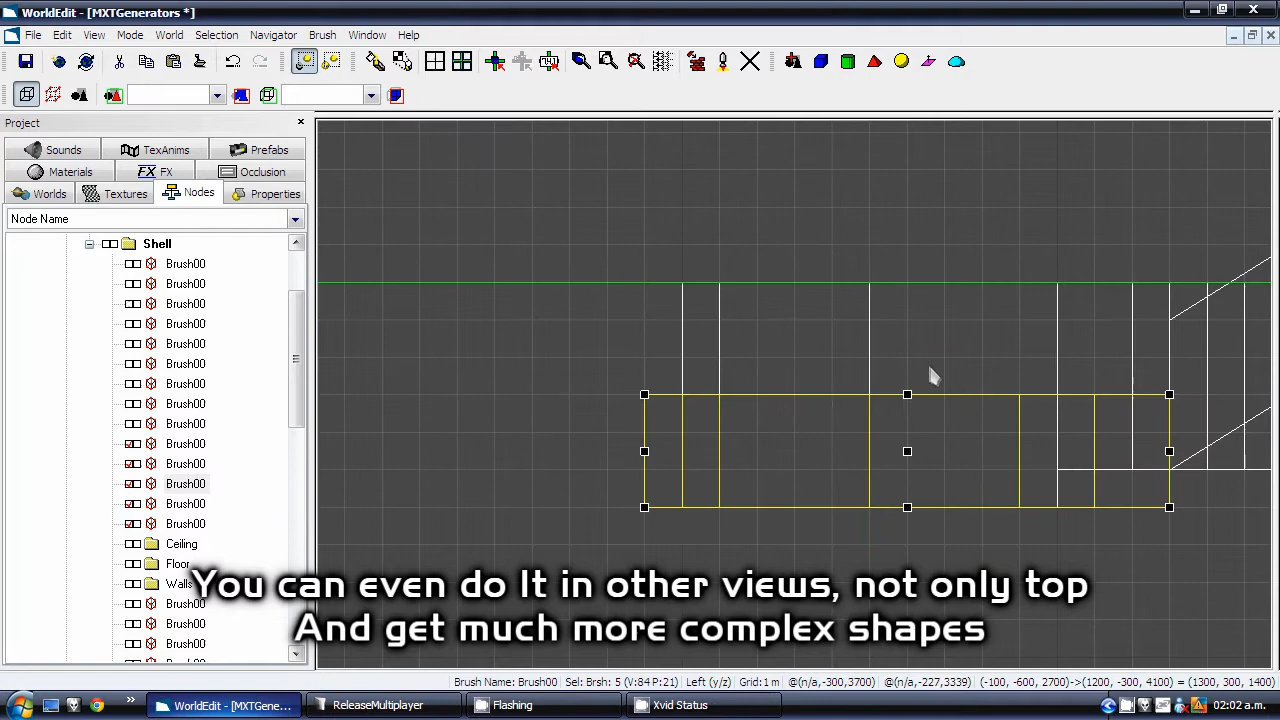 WorldEdit - [MXTGenerators *]
File Edit View Mode World Selection Navigator Brush Window Help
Project
Sounds TexAnims Prefabs
Materials FX FX Occlusion
Worlds Textures Nodes Properties
Node Name
Shell
Brush00
Brush00
Brush00
Brush00
Brush00
Brush00
Brush00
Brush00
Brush00
Brush00
Brush00
Brush00
Brush00
Brush00
Ceiling
Floor
Walls
Brush00
Brush00
Brush00
Brush00
You can even do It in other views, not only top
And get much more complex shapes
Brush Name: Brush00 Sel: Brsh: 5 (V:84 P:21) Left (y/z) Grid: 1 m @(n/a,-300,3700) @(n/a,-227,3339) (-100, -600, 2700)->(1200, -300, 4100) = (1300, 300, 1400)
WorldEdit - [MXTGene... ReleaseMultiplayer Flashing Xvid Status 02:02 a.m.